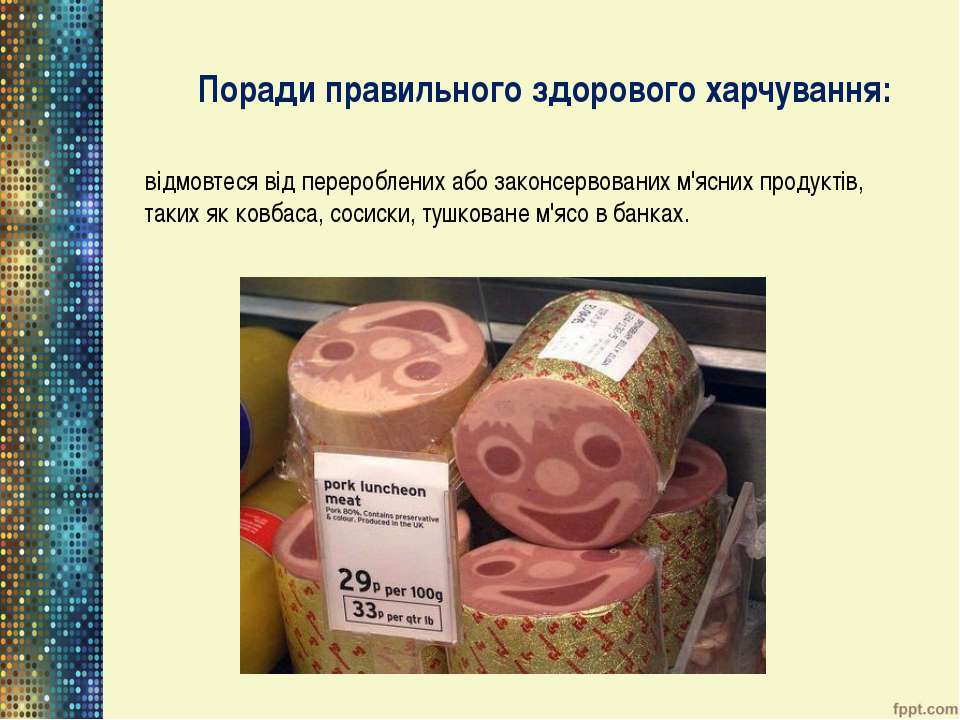 Поради правильного здорового харчування:
відмовтеся від перероблених або законсервованих м'ясних продуктів,
таких як ковбаса, сосиски, тушковане м'ясо в банках.
pork luncheon
meat
Pork 80%. Contains preservative
& colour. Produced in the UK
29p per 100g
33p per qtr lb
fppt.com